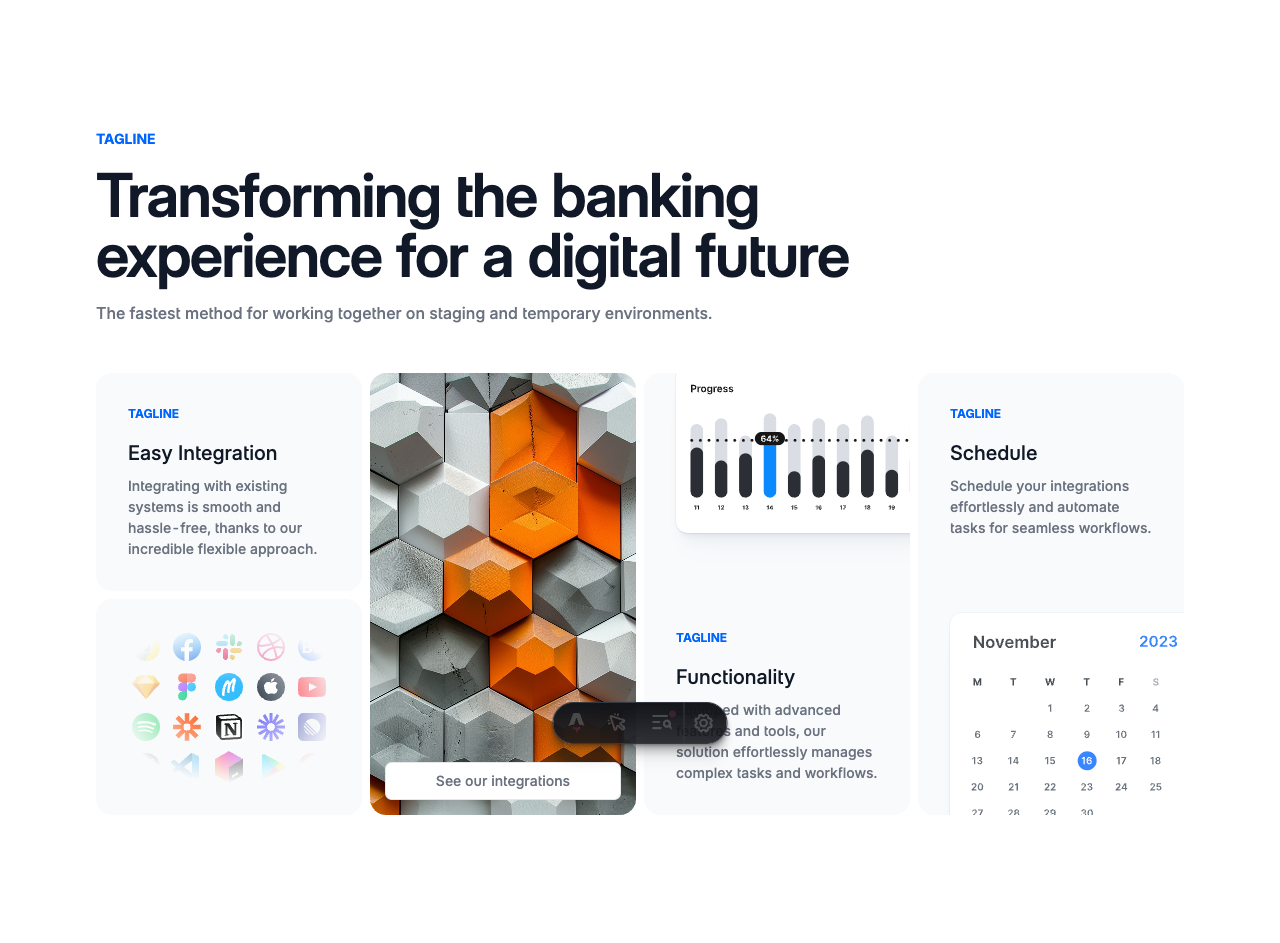 TAGLINE
Transforming the banking
experience for a digital future
The fastest method for working together on staging and temporary environments.
TAGLINE
Easy Integration
Integrating with existing
systems is smooth and
hassle-free, thanks to our
incredible flexible approach.
See our integrations
Progress
64%
11 12 13 14 15 16 17 18 19
TAGLINE
Functionality
with advanced
and tools, our
solution effortlessly manages
complex tasks and workflows.
TAGLINE
Schedule
Schedule your integrations
effortlessly and automate
tasks for seamless workflows.
November 2023
M T W T F S
1 2 3 4
6 7 8 9 10 11
13 14 15 16 17 18
20 21 22 23 24 25
27 28 29 30